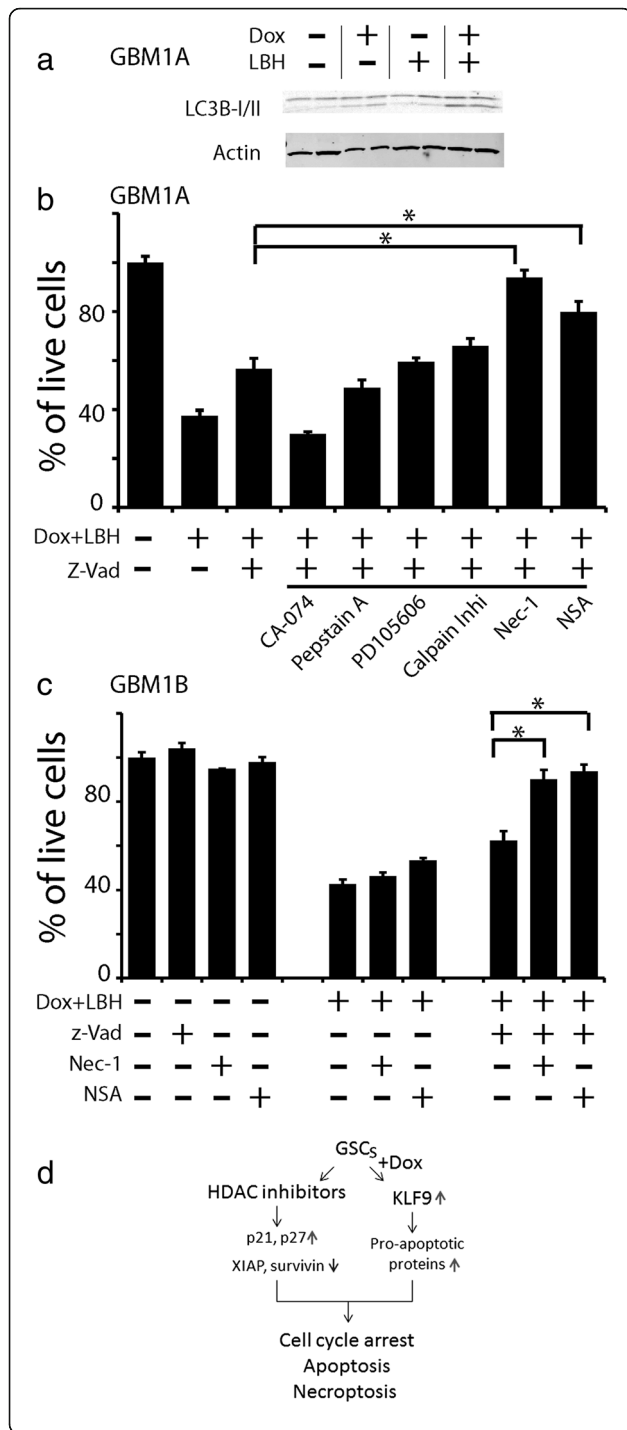 a
GBM1A
Dox − + − +
LBH − − + +
LC3B-I/II
Actin
b
GBM1A
% of live cells
80
40
0
* *
Dox+LBH − + + + + + + + +
Z-Vad − − + + + + + + +
CA-074
Pepstain A
PD105606
Calpain Inhi
Nec-1
NSA
c
GBM1B
% of live cells
80
40
0
* *
Dox+LBH − − − − + + + + + +
z-Vad − + − − − − − + + +
Nec-1 − − + − − + − − + −
NSA − − − + − − + − − +
d
GSCs +Dox
HDAC inhibitors
KLF9 ↑
p21, p27 ↑
XIAP, survivin ↓
Pro-apoptotic
proteins ↑
Cell cycle arrest
Apoptosis
Necroptosis